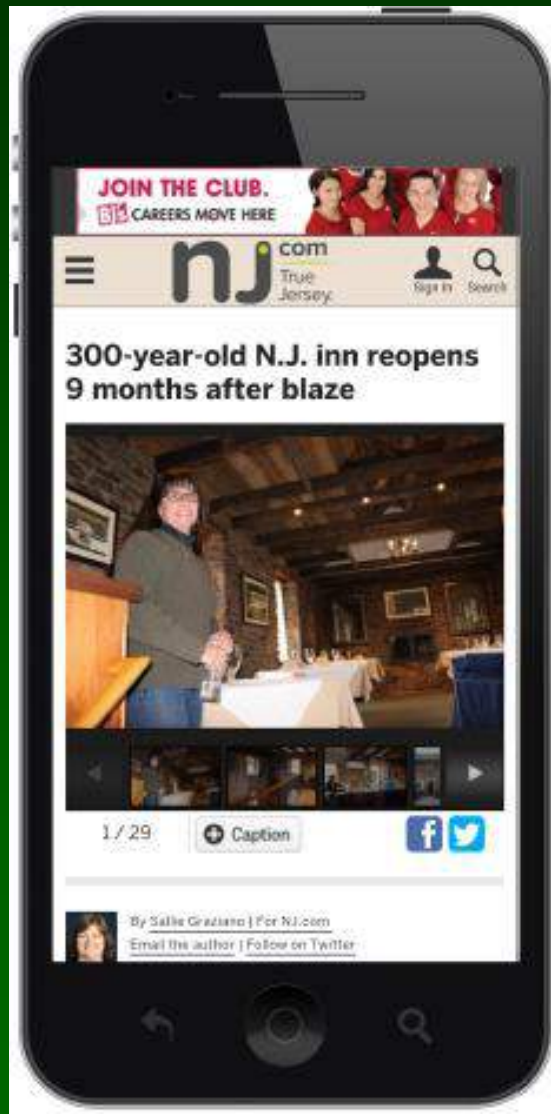 JOIN THE CLUB.
BJ's CAREERS MOVE HERE
nj com
True
Jersey.
Sign in Search
300-year-old N.J. inn reopens
9 months after blaze
1 / 29 Caption
By Sallie Graziano | For NJ.com
Email the author | Follow on Twitter